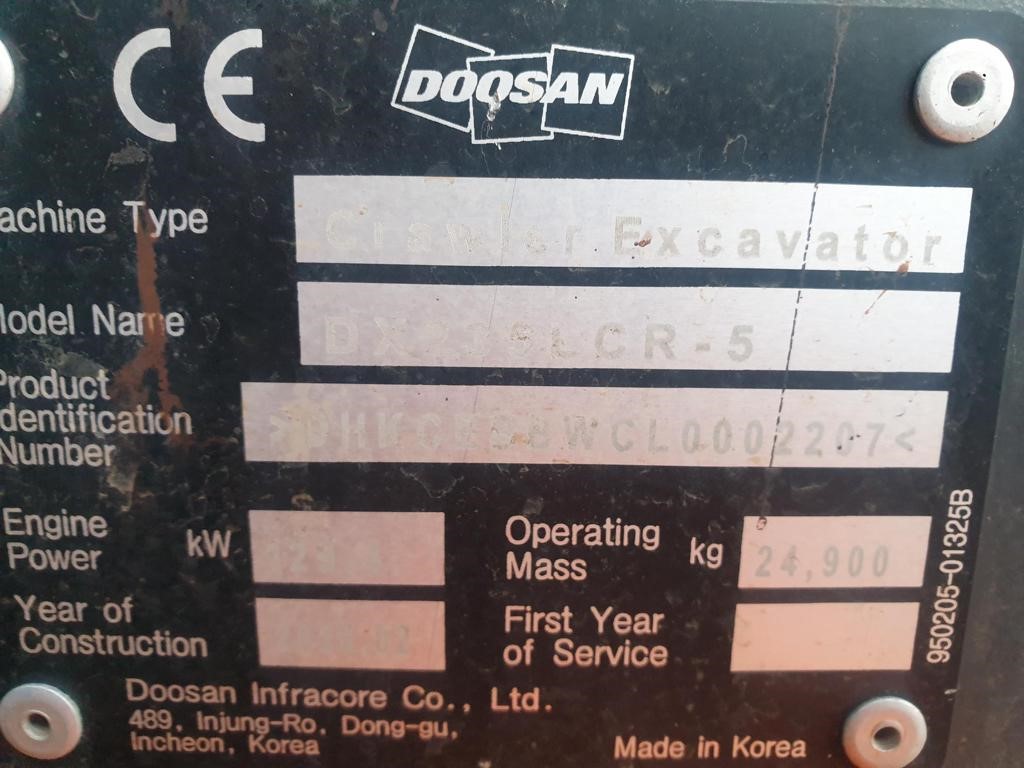 CE
DOOSAN
achine Type
Crawler Excavator
odel Name
DX235LCR-5
Product
dentification
Number
Engine
Power
kW
Operating
Mass
kg
24,900
Year of
Construction
First Year
of Service
950205-01325B
Doosan Infracore Co., Ltd.
489, Injung-Ro, Dong-gu,
Incheon, Korea
Made in Korea